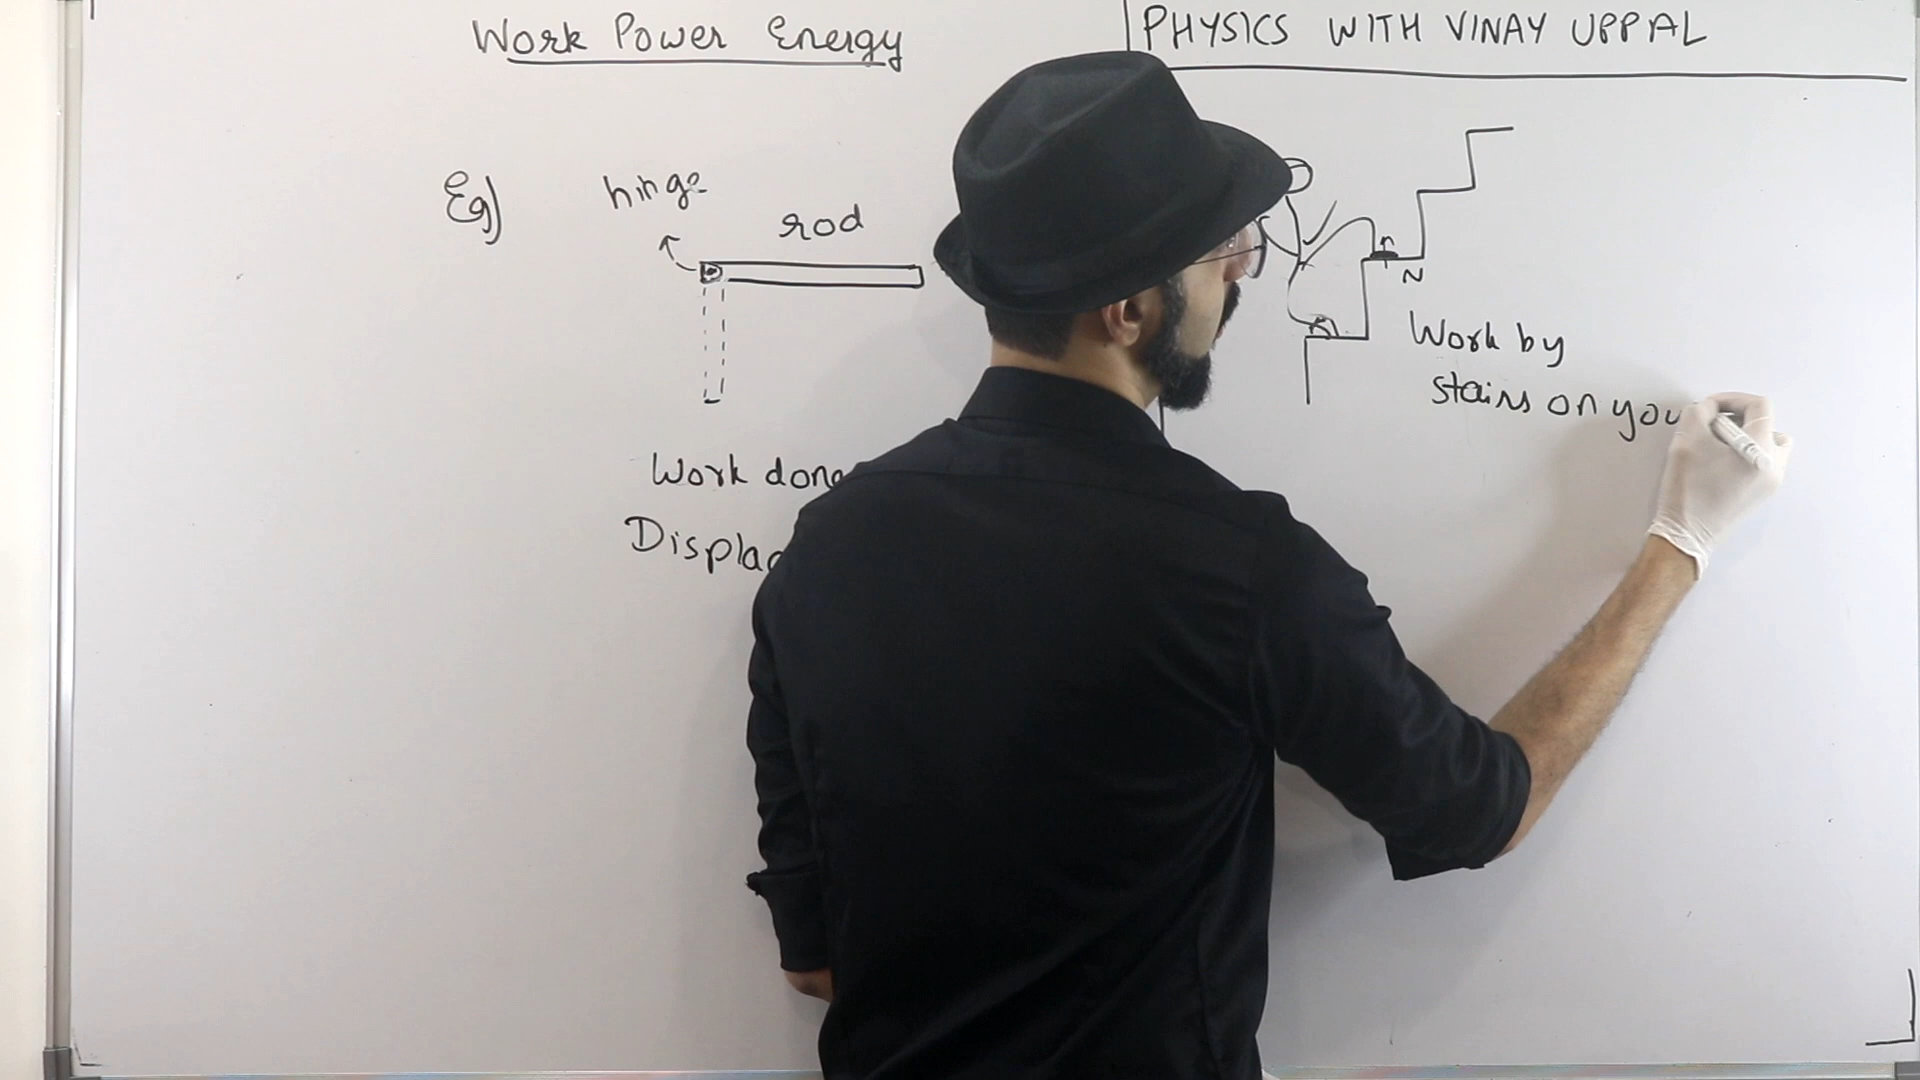 Work Power Energy
PHYSICS WITH VINAY UPPAL
Eg)
hinge
rod
Work done
Displac
N
Work by
stairs on you